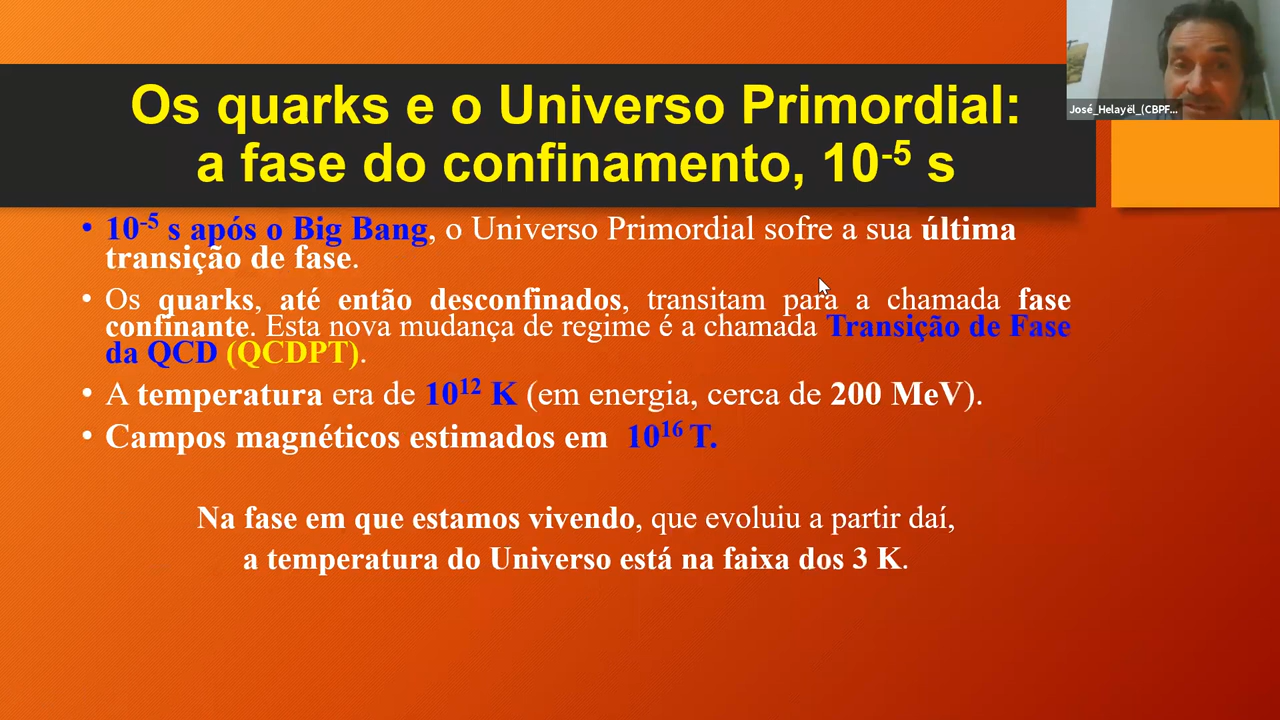 Os quarks e o Universo Primordial:
a fase do confinamento, 10⁻⁵ s
José_Helayël_(CBPF...
• 10⁻⁵ s após o Big Bang, o Universo Primordial sofre a sua última
transição de fase.
• Os quarks, até então desconfinados, transitam para a chamada fase
confinante. Esta nova mudança de regime é a chamada Transição de Fase
da QCD (QCDPT).
• A temperatura era de 10¹² K (em energia, cerca de 200 MeV).
• Campos magnéticos estimados em 10¹⁶ T.
Na fase em que estamos vivendo, que evoluiu a partir daí,
a temperatura do Universo está na faixa dos 3 K.